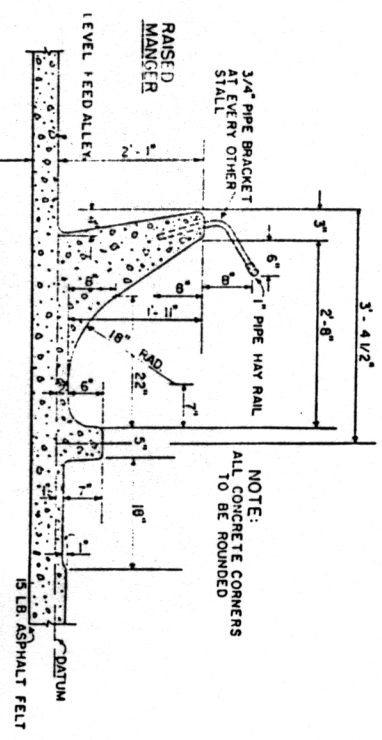 RAISED
MANGER
LEVEL FEED ALLEY
3/4" PIPE BRACKET
AT EVERY OTHER
STALL
2'-1"
3"
3'-4 1/2"
2'-8"
6"
1" PIPE HAY RAIL
8"
8"
8"
1'-11"
18" RAD.
22"
7"
6"
5"
7"
18"
1"
NOTE:
ALL CONCRETE CORNERS
TO BE ROUNDED
DATUM
15 LB. ASPHALT FELT